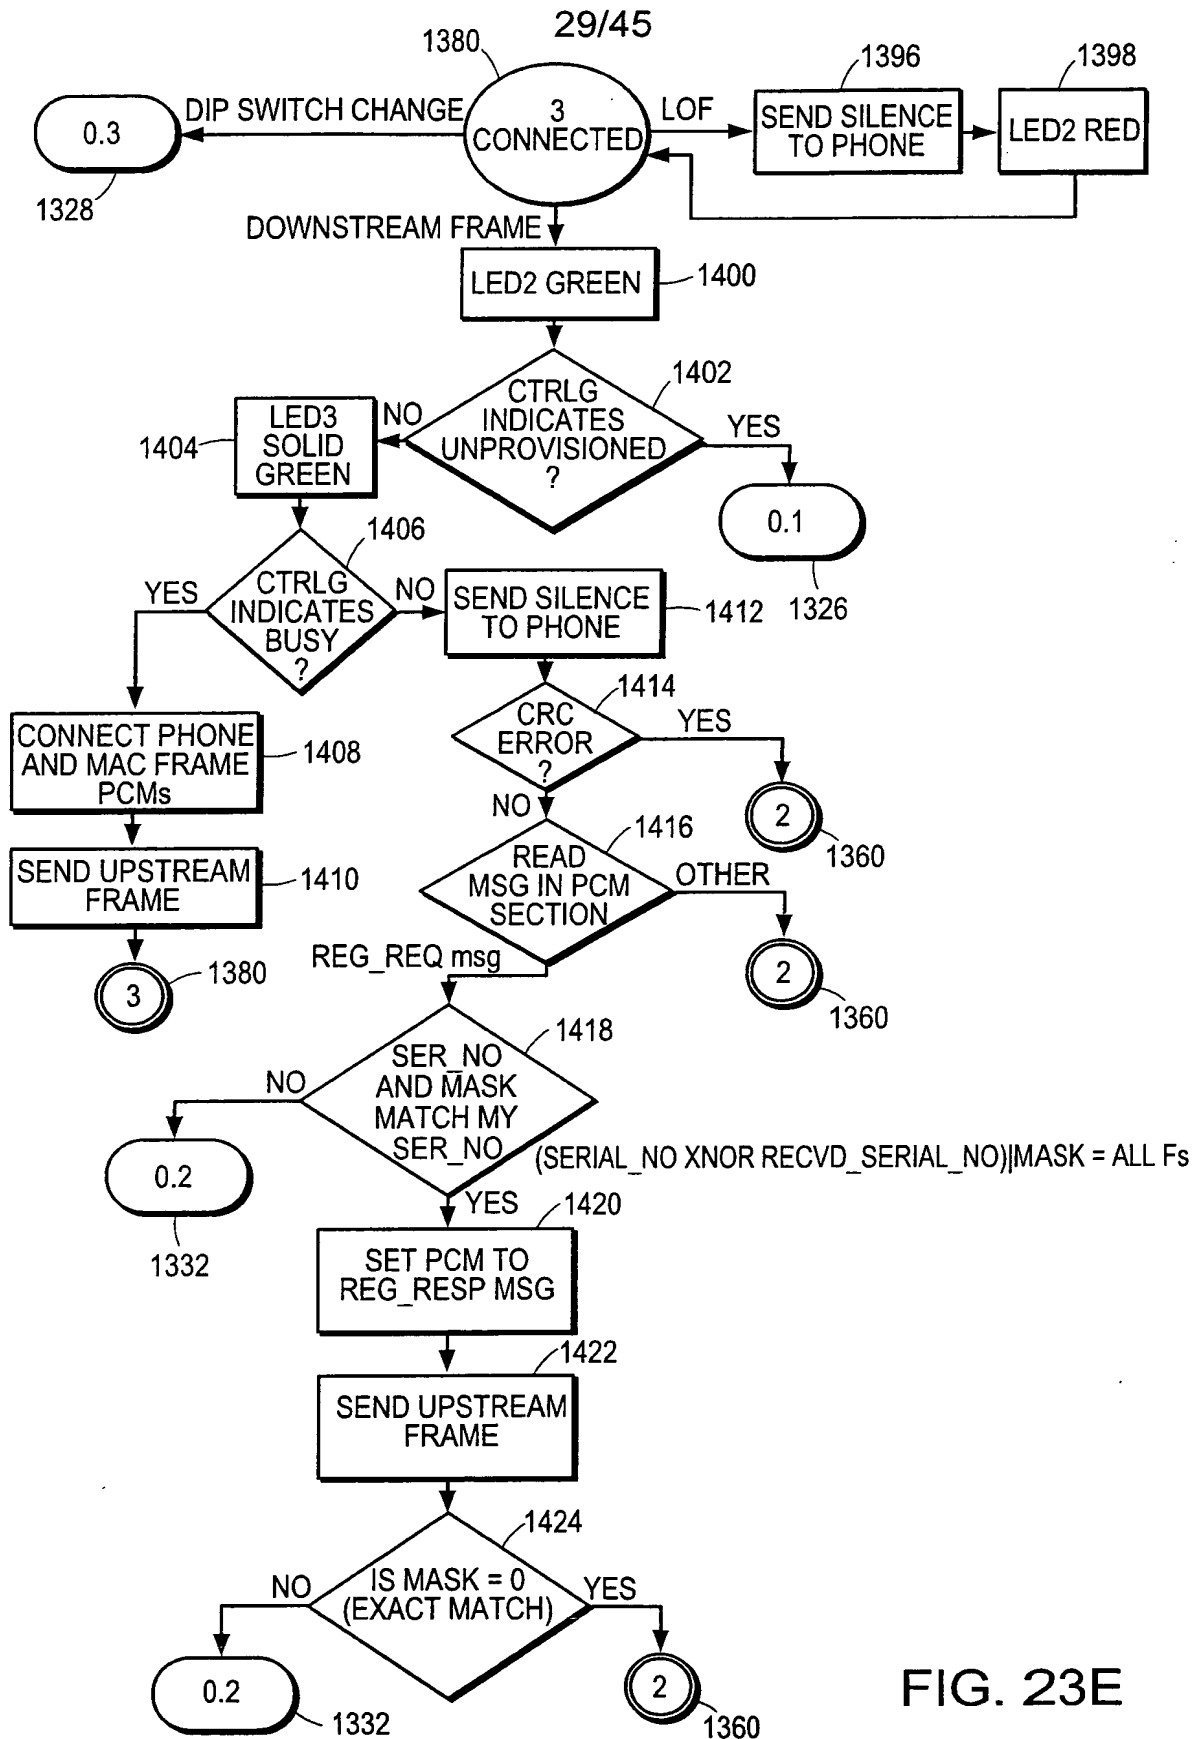 29/45
1380
1396
1398
0.3
DIP SWITCH CHANGE
3
CONNECTED
LOF
SEND SILENCE
TO PHONE
LED2 RED
1328
DOWNSTREAM FRAME
LED2 GREEN
1400
CTRLG
INDICATES
UNPROVISIONED
?
1402
NO
YES
LED3
SOLID
GREEN
1404
0.1
1326
1406
CTRLG
INDICATES
BUSY
?
YES
NO
SEND SILENCE
TO PHONE
1412
CONNECT PHONE
AND MAC FRAME
PCMs
1408
CRC
ERROR
?
1414
YES
NO
2
1360
SEND UPSTREAM
FRAME
1410
READ
MSG IN PCM
SECTION
1416
OTHER
2
1360
3
1380
REG_REQ msg
SER_NO
AND MASK
MATCH MY
SER_NO
1418
NO
(SERIAL_NO XNOR RECVD_SERIAL_NO)|MASK = ALL Fs
0.2
1332
YES
1420
SET PCM TO
REG_RESP MSG
1422
SEND UPSTREAM
FRAME
1424
IS MASK = 0
(EXACT MATCH)
NO
YES
0.2
1332
2
1360
FIG. 23E